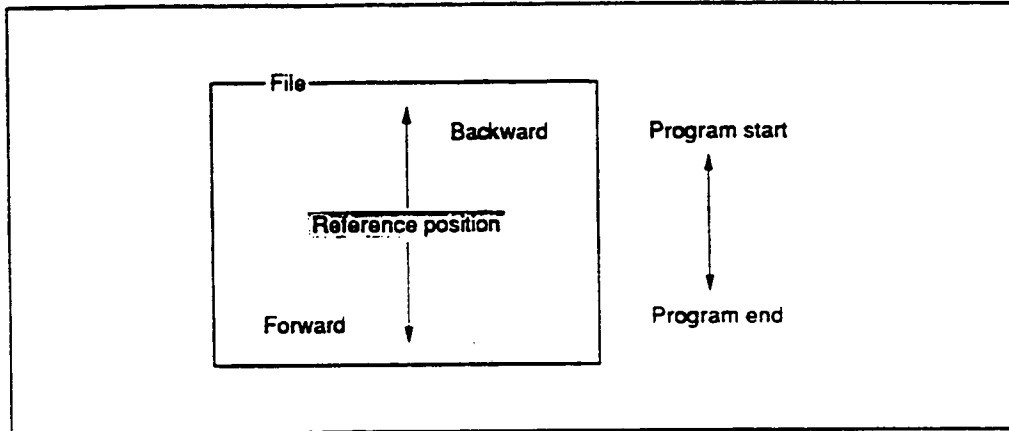 File
Backward
Program start
Reference position
Forward
Program end